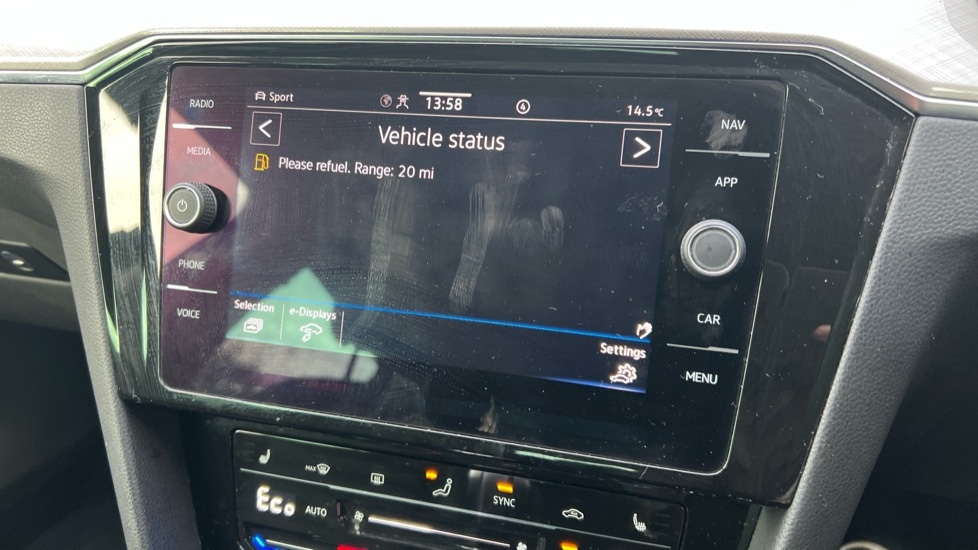 RADIO
MEDIA
PHONE
VOICE
Sport
13:58
4
14.5°C
Vehicle status
Please refuel. Range: 20 mi
Selection
e-Displays
Settings
NAV
APP
CAR
MENU
MAX
SYNC
Eco
AUTO